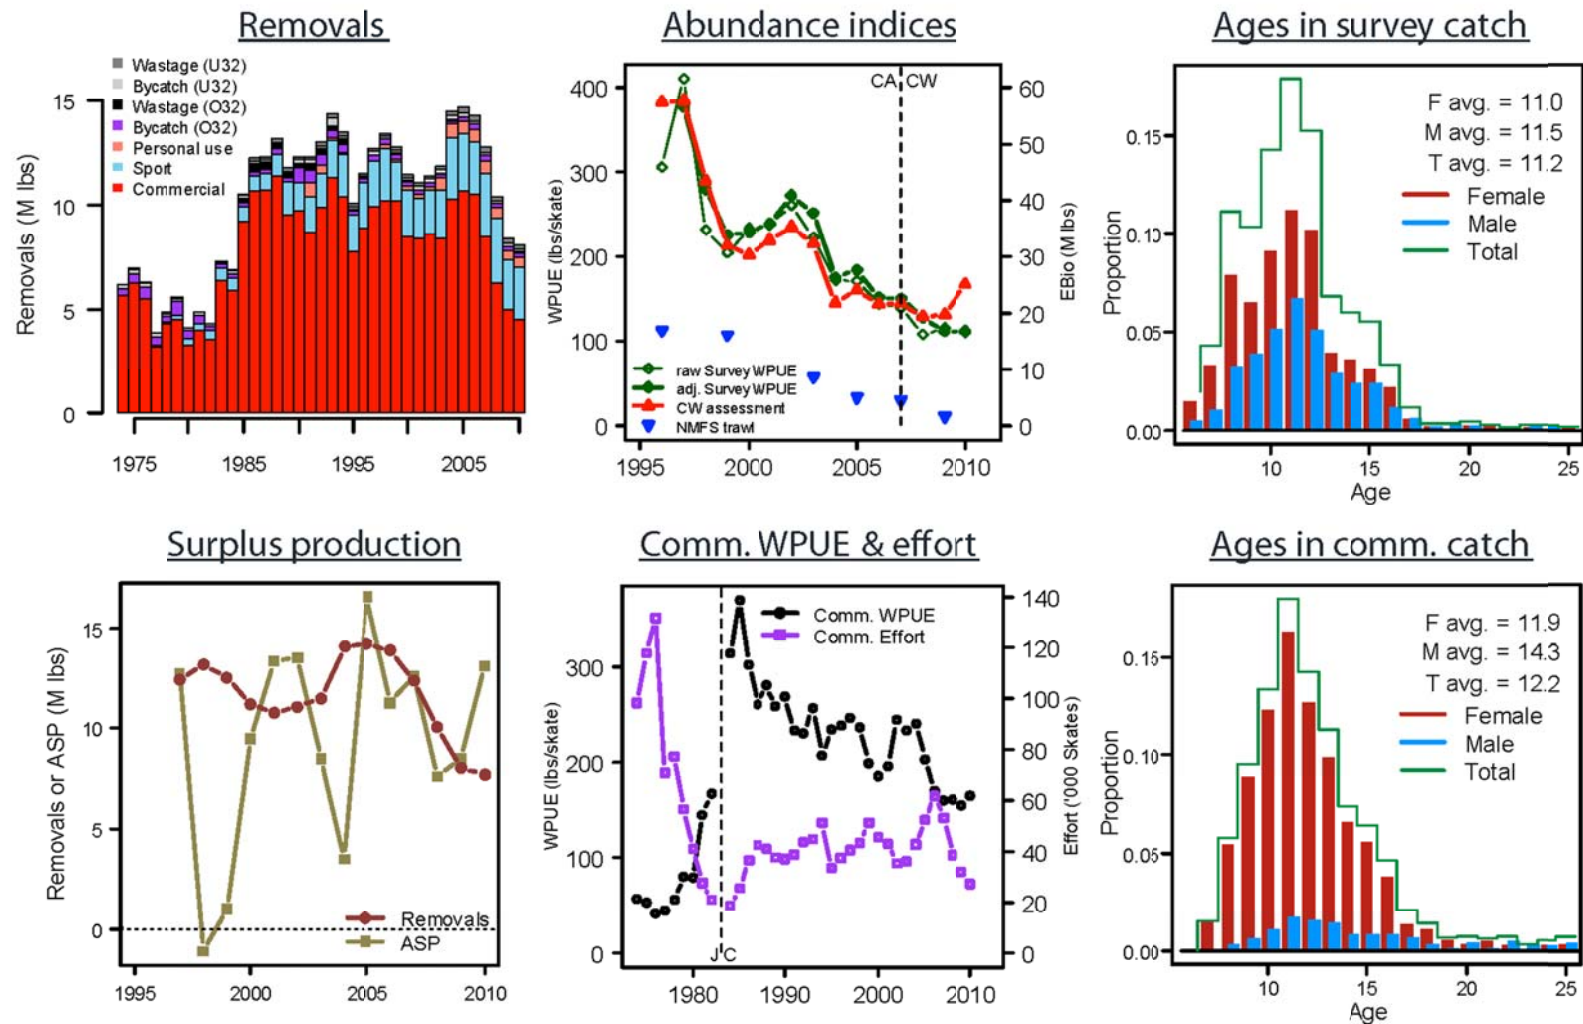 Removals
Wastage (U32)
Bycatch (U32)
Wastage (O32)
Bycatch (O32)
Personal use
Sport
Commercial
Removals (M lbs)
15
10
5
0
1975
1985
1995
2005
Abundance indices
CA CW
WPUE (lbs/skate)
400
300
200
100
0
EBio (M lbs)
60
50
40
30
20
10
0
raw Survey WPUE
adj. Survey WPUE
CW assessment
NMFS trawl
1995
2000
2005
2010
Ages in survey catch
F avg. = 11.0
M avg. = 11.5
T avg. = 11.2
Female
Male
Total
Proportion
0.15
0.10
0.05
0.00
10
15
20
25
Age
Surplus production
Removals or ASP (M lbs)
15
10
5
0
Removals
ASP
1995
2000
2005
2010
Comm. WPUE & effort
WPUE (lbs/skate)
300
200
100
0
Comm. WPUE
Comm. Effort
Effort ('000 Skates)
140
120
100
80
60
40
20
0
J C
1980
1990
2000
2010
Ages in comm. catch
F avg. = 11.9
M avg. = 14.3
T avg. = 12.2
Female
Male
Total
Proportion
0.15
0.10
0.05
0.00
10
15
20
25
Age